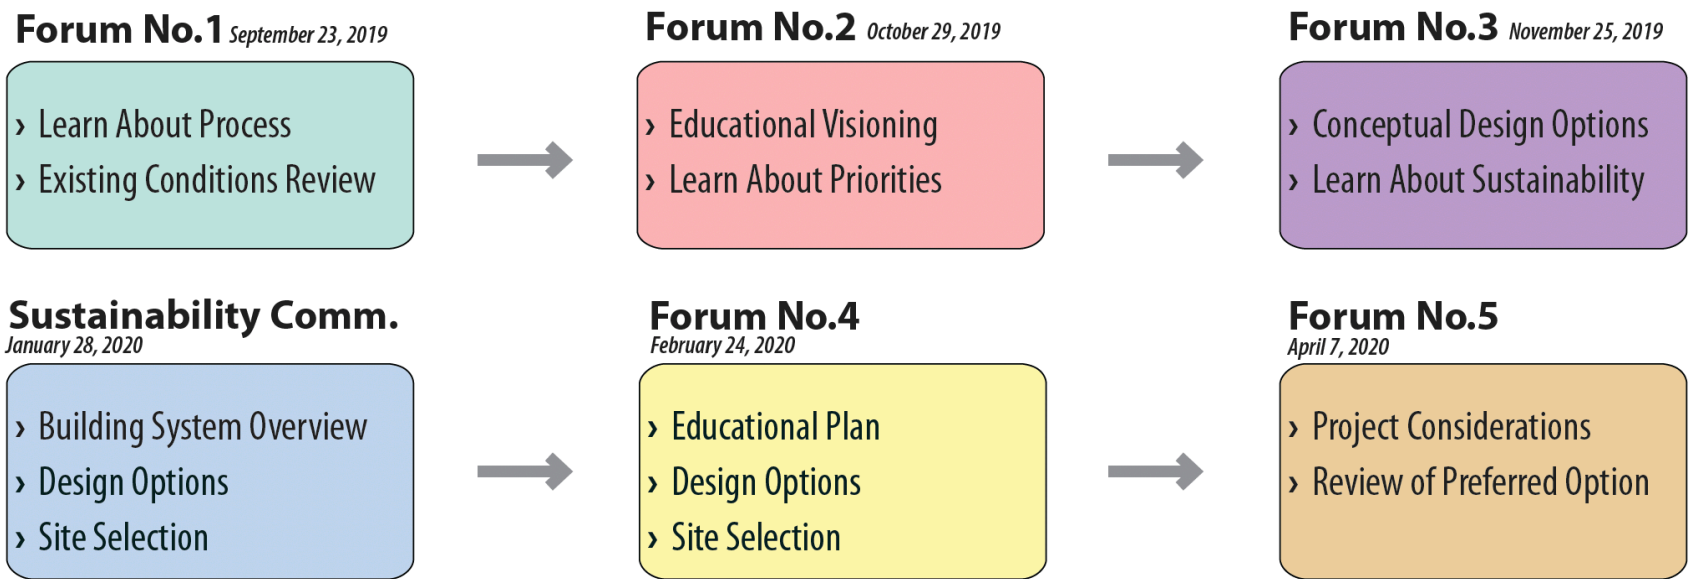 Forum No.1 September 23, 2019
› Learn About Process
› Existing Conditions Review
Forum No.2 October 29, 2019
› Educational Visioning
› Learn About Priorities
Forum No.3 November 25, 2019
› Conceptual Design Options
› Learn About Sustainability
Sustainability Comm.
January 28, 2020
› Building System Overview
› Design Options
› Site Selection
Forum No.4
February 24, 2020
› Educational Plan
› Design Options
› Site Selection
Forum No.5
April 7, 2020
› Project Considerations
› Review of Preferred Option